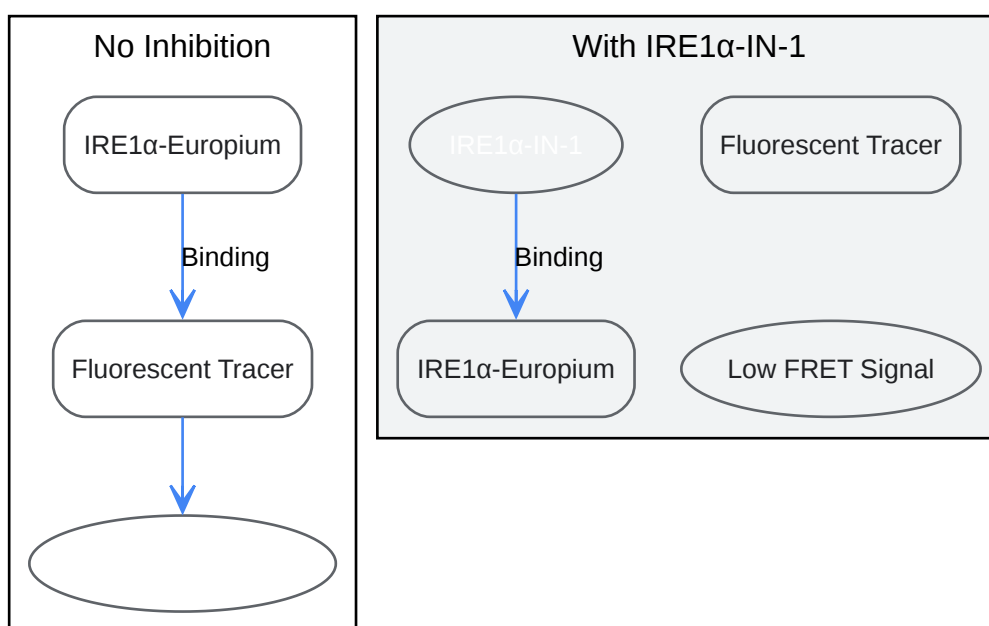 No Inhibition
IRE1α-Europium
Binding
Fluorescent Tracer
With IRE1α-IN-1
IRE1α-IN-1
Fluorescent Tracer
Binding
IRE1α-Europium
Low FRET Signal